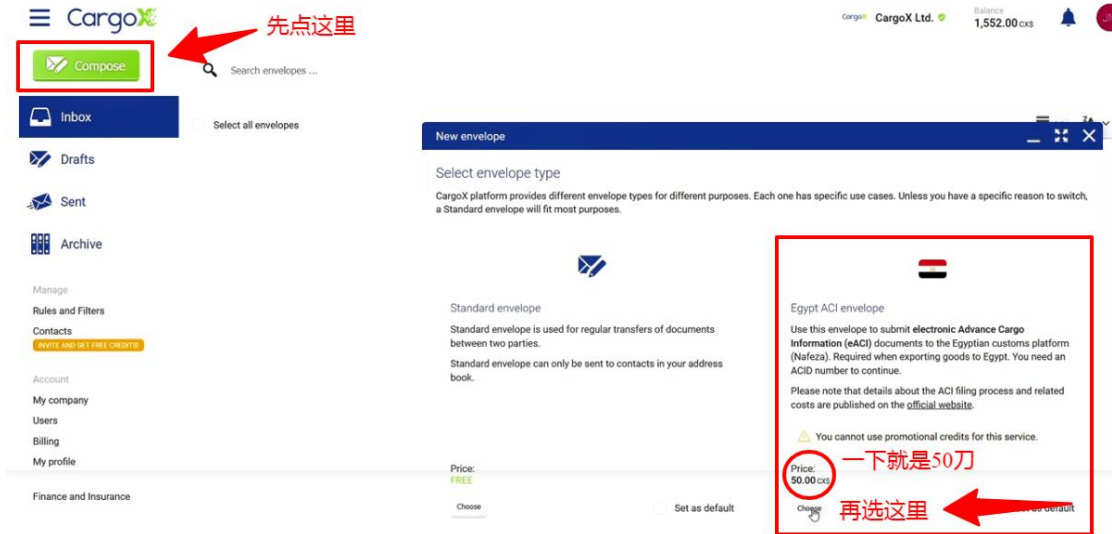 CargoX
先点这里
CargoX CargoX Ltd.
Balance
1,552.00 CXS
Compose
Search envelopes ...
Inbox
Select all envelopes
Drafts
Sent
Archive
Manage
Rules and Filters
Contacts
INVITE AND GET FREE CREDITS!
Account
My company
Users
Billing
My profile
Finance and Insurance
New envelope
Select envelope type
CargoX platform provides different envelope types for different purposes. Each one has specific use cases. Unless you have a specific reason to switch,
a Standard envelope will fit most purposes.
Standard envelope
Standard envelope is used for regular transfers of documents
between two parties.
Standard envelope can only be sent to contacts in your address
book.
Price:
FREE
Choose
Set as default
Egypt ACI envelope
Use this envelope to submit electronic Advance Cargo
Information (eACI) documents to the Egyptian customs platform
(Nafeza). Required when exporting goods to Egypt. You need an
ACID number to continue.
Please note that details about the ACI filing process and related
costs are published on the official website.
You cannot use promotional credits for this service.
Price:
50.00 CXS
一下就是50刀
Choose
再选这里
as default